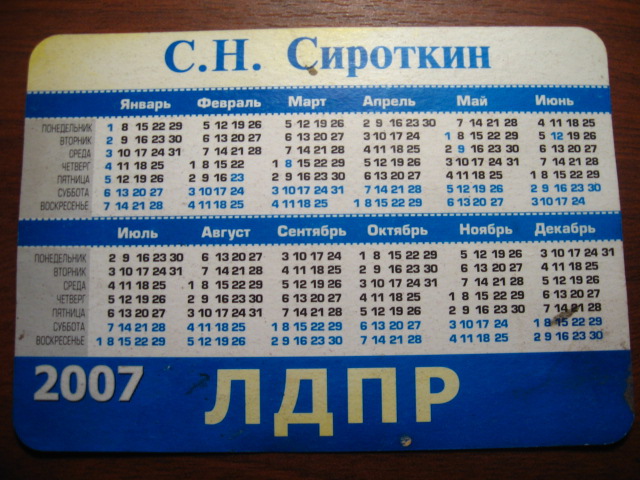 С.Н. Сироткин
Январь Февраль Март Апрель Май Июнь
ПОНЕДЕЛЬНИК 1 8 15 22 29 5 12 19 26 5 12 19 26 2 9 16 23 30 7 14 21 28 4 11 18 25
ВТОРНИК 2 9 16 23 30 6 13 20 27 6 13 20 27 3 10 17 24 1 8 15 22 29 5 12 19 26
СРЕДА 3 10 17 24 31 7 14 21 28 7 14 21 28 4 11 18 25 2 9 16 23 30 6 13 20 27
ЧЕТВЕРГ 4 11 18 25 1 8 15 22 1 8 15 22 29 5 12 19 26 3 10 17 24 31 7 14 21 28
ПЯТНИЦА 5 12 19 26 2 9 16 23 2 9 16 23 30 6 13 20 27 4 11 18 25 1 8 15 22 29
СУББОТА 6 13 20 27 3 10 17 24 3 10 17 24 31 7 14 21 28 5 12 19 26 2 9 16 23 30
ВОСКРЕСЕНЬЕ 7 14 21 28 4 11 18 25 4 11 18 25 1 8 15 22 29 6 13 20 27 3 10 17 24
Июль Август Сентябрь Октябрь Ноябрь Декабрь
ПОНЕДЕЛЬНИК 2 9 16 23 30 6 13 20 27 3 10 17 24 1 8 15 22 29 5 12 19 26 3 10 17 24 31
ВТОРНИК 3 10 17 24 31 7 14 21 28 4 11 18 25 2 9 16 23 30 6 13 20 27 4 11 18 25
СРЕДА 4 11 18 25 1 8 15 22 29 5 12 19 26 3 10 17 24 31 7 14 21 28 5 12 19 26
ЧЕТВЕРГ 5 12 19 26 2 9 16 23 30 6 13 20 27 4 11 18 25 1 8 15 22 29 6 13 20 27
ПЯТНИЦА 6 13 20 27 3 10 17 24 31 7 14 21 28 5 12 19 26 2 9 16 23 30 7 14 21 28
СУББОТА 7 14 21 28 4 11 18 25 1 8 15 22 29 6 13 20 27 3 10 17 24 1 8 15 22 29
ВОСКРЕСЕНЬЕ 1 8 15 22 29 5 12 19 26 2 9 16 23 30 7 14 21 28 4 11 18 25 2 9 16 23 30
2007 ЛДПР